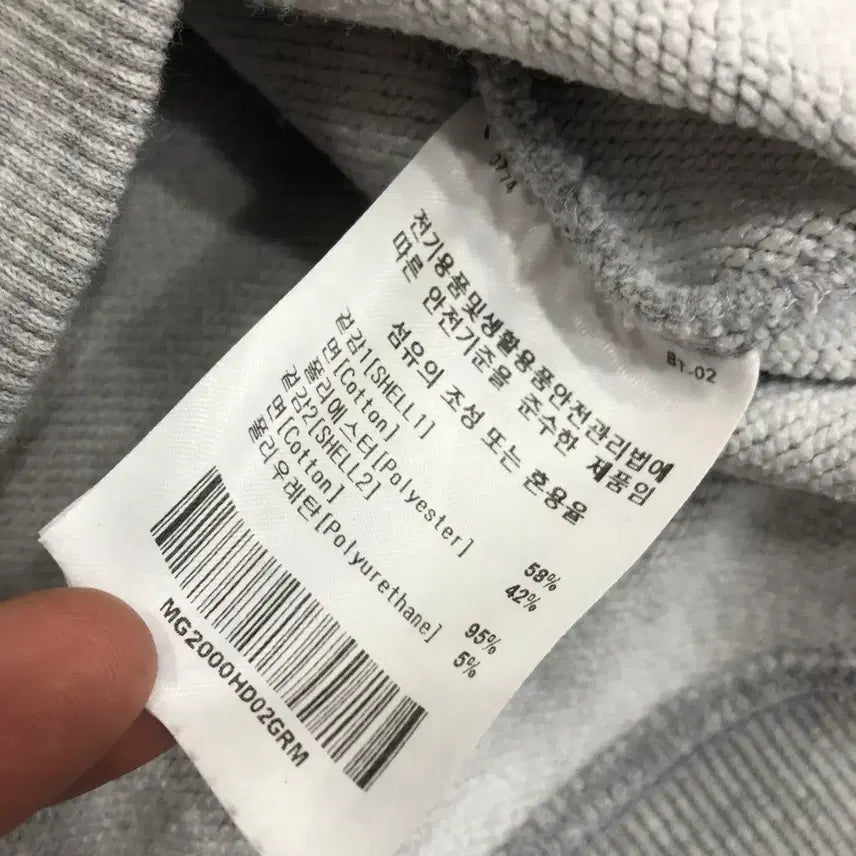 0774
전기용품및생활용품안전관리법에
따른 안전기준을 준수한 제품임
B1-02
섬유의 조성 또는 혼용율
겉감1[SHELL1]
면[Cotton] 58%
폴리에스터[Polyester] 42%
겉감2[SHELL2]
면[Cotton] 95%
폴리우레탄[Polyurethane] 5%
MG2000HD02GRM